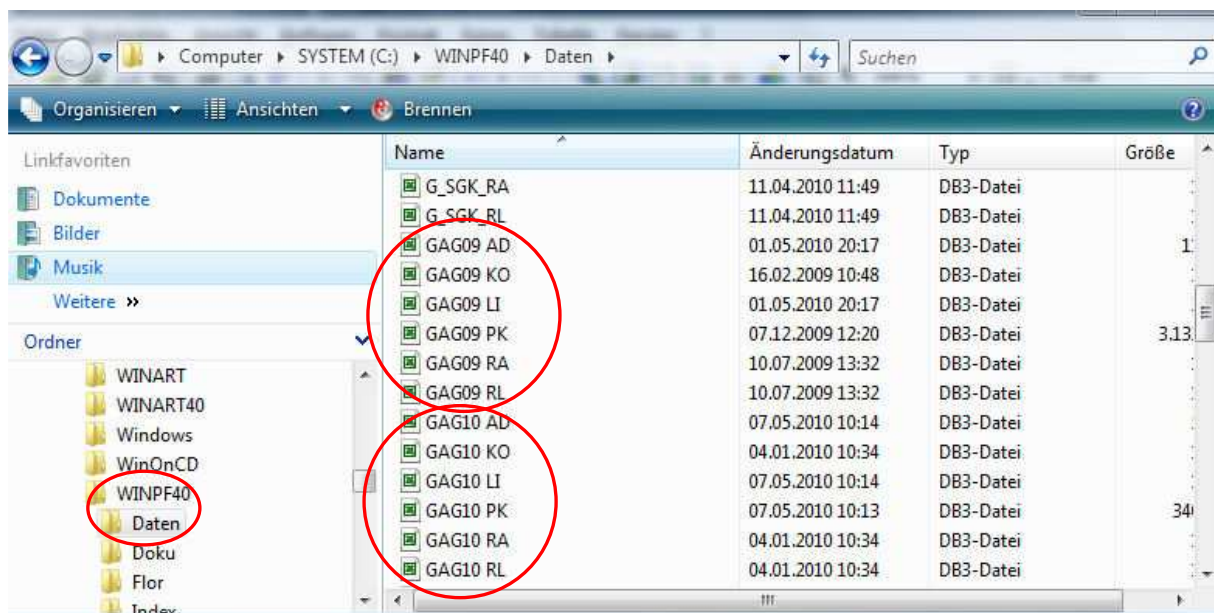 Computer ▸ SYSTEM (C:) ▸ WINPF40 ▸ Daten ▸ Suchen
Organisieren Ansichten Brennen
Linkfavoriten
Dokumente
Bilder
Musik
Weitere »
Ordner
WINART
WINART40
Windows
WinOnCD
WINPF40
Daten
Doku
Flor
Index
Name Änderungsdatum Typ Größe
G_SGK_RA 11.04.2010 11:49 DB3-Datei
G_SGK_RL 11.04.2010 11:49 DB3-Datei
GAG09 AD 01.05.2010 20:17 DB3-Datei
GAG09 KO 16.02.2009 10:48 DB3-Datei
GAG09 LI 01.05.2010 20:17 DB3-Datei
GAG09 PK 07.12.2009 12:20 DB3-Datei 3.13
GAG09 RA 10.07.2009 13:32 DB3-Datei
GAG09 RL 10.07.2009 13:32 DB3-Datei
GAG10 AD 07.05.2010 10:14 DB3-Datei
GAG10 KO 04.01.2010 10:34 DB3-Datei
GAG10 LI 07.05.2010 10:14 DB3-Datei
GAG10 PK 07.05.2010 10:13 DB3-Datei 34
GAG10 RA 04.01.2010 10:34 DB3-Datei
GAG10 RL 04.01.2010 10:34 DB3-Datei